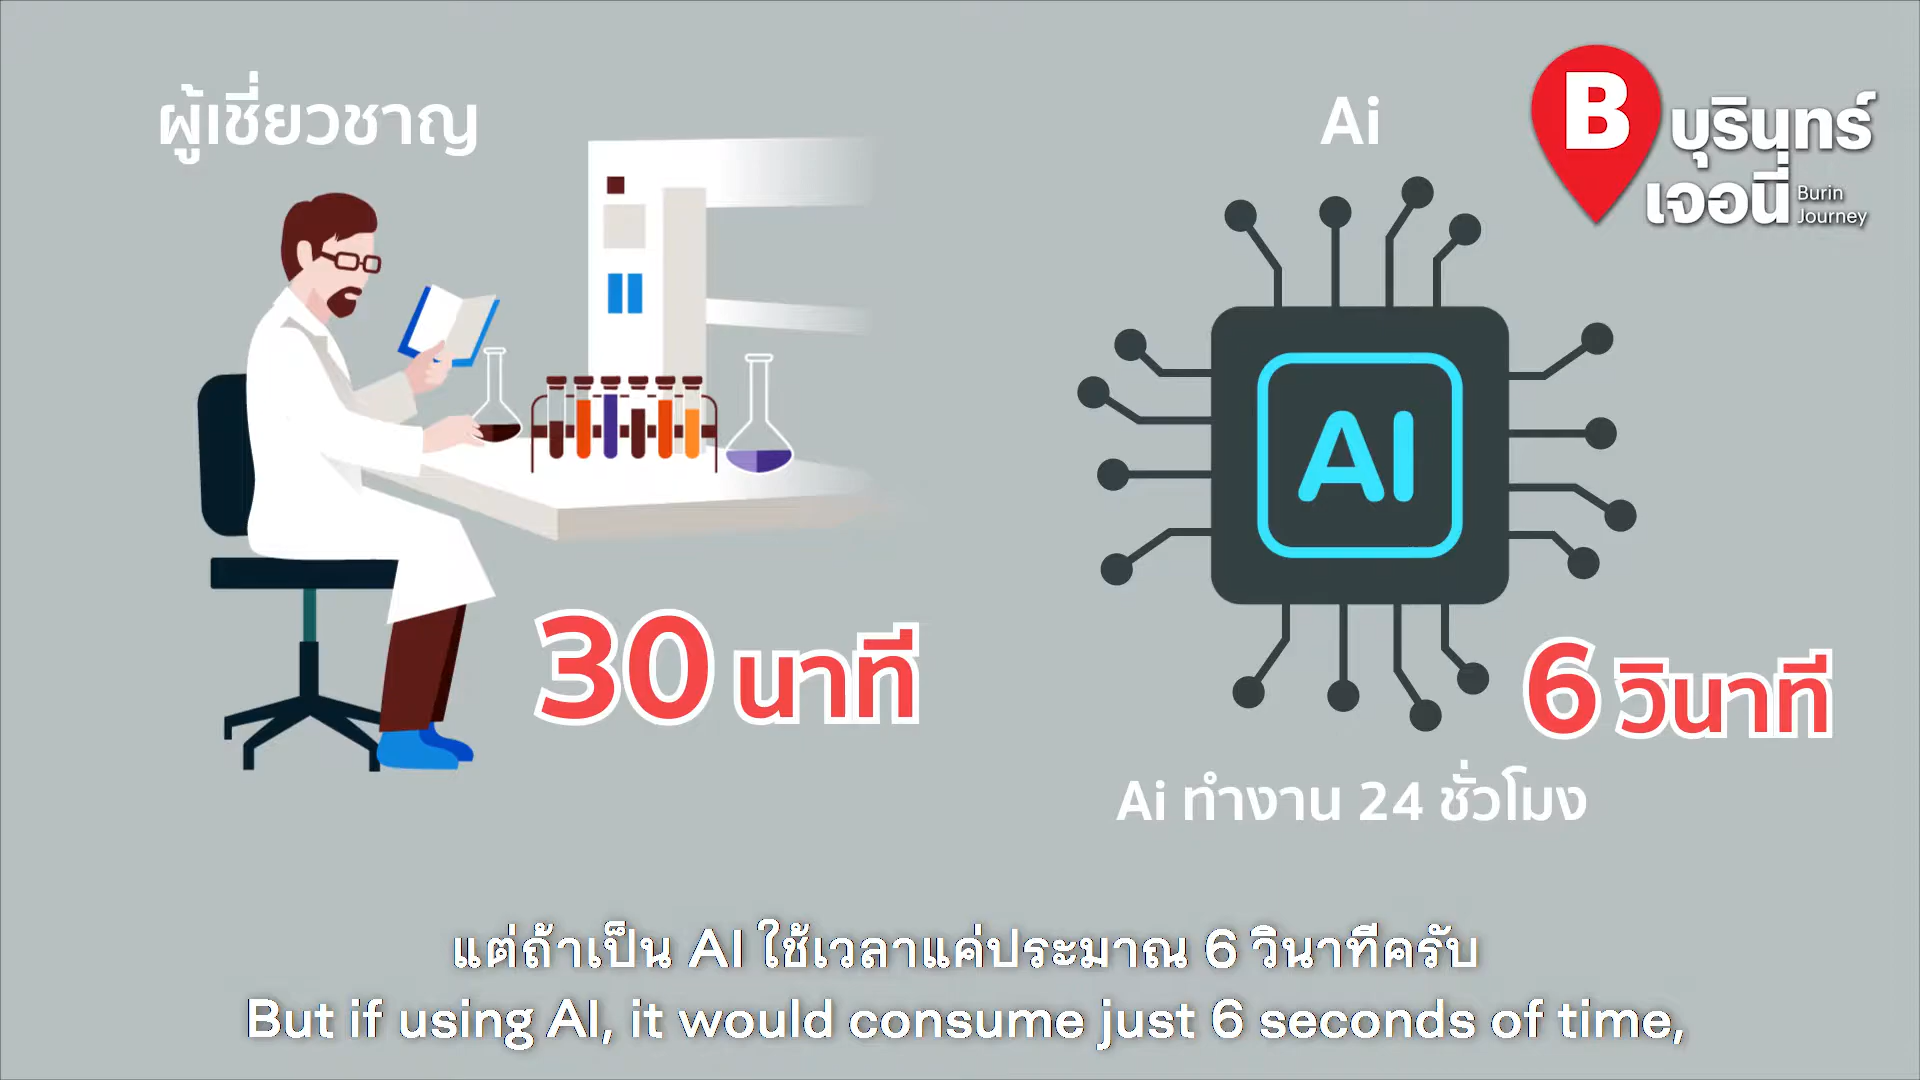 ผู้เชี่ยวชาญ
Ai
B
บุรินทร์
เจอนี่
Burin
Journey
AI
30 นาที
6 วินาที
Ai ทำงาน 24 ชั่วโมง
แต่ถ้าเป็น AI ใช้เวลาแค่ประมาณ 6 วินาทีครับ
But if using AI, it would consume just 6 seconds of time,